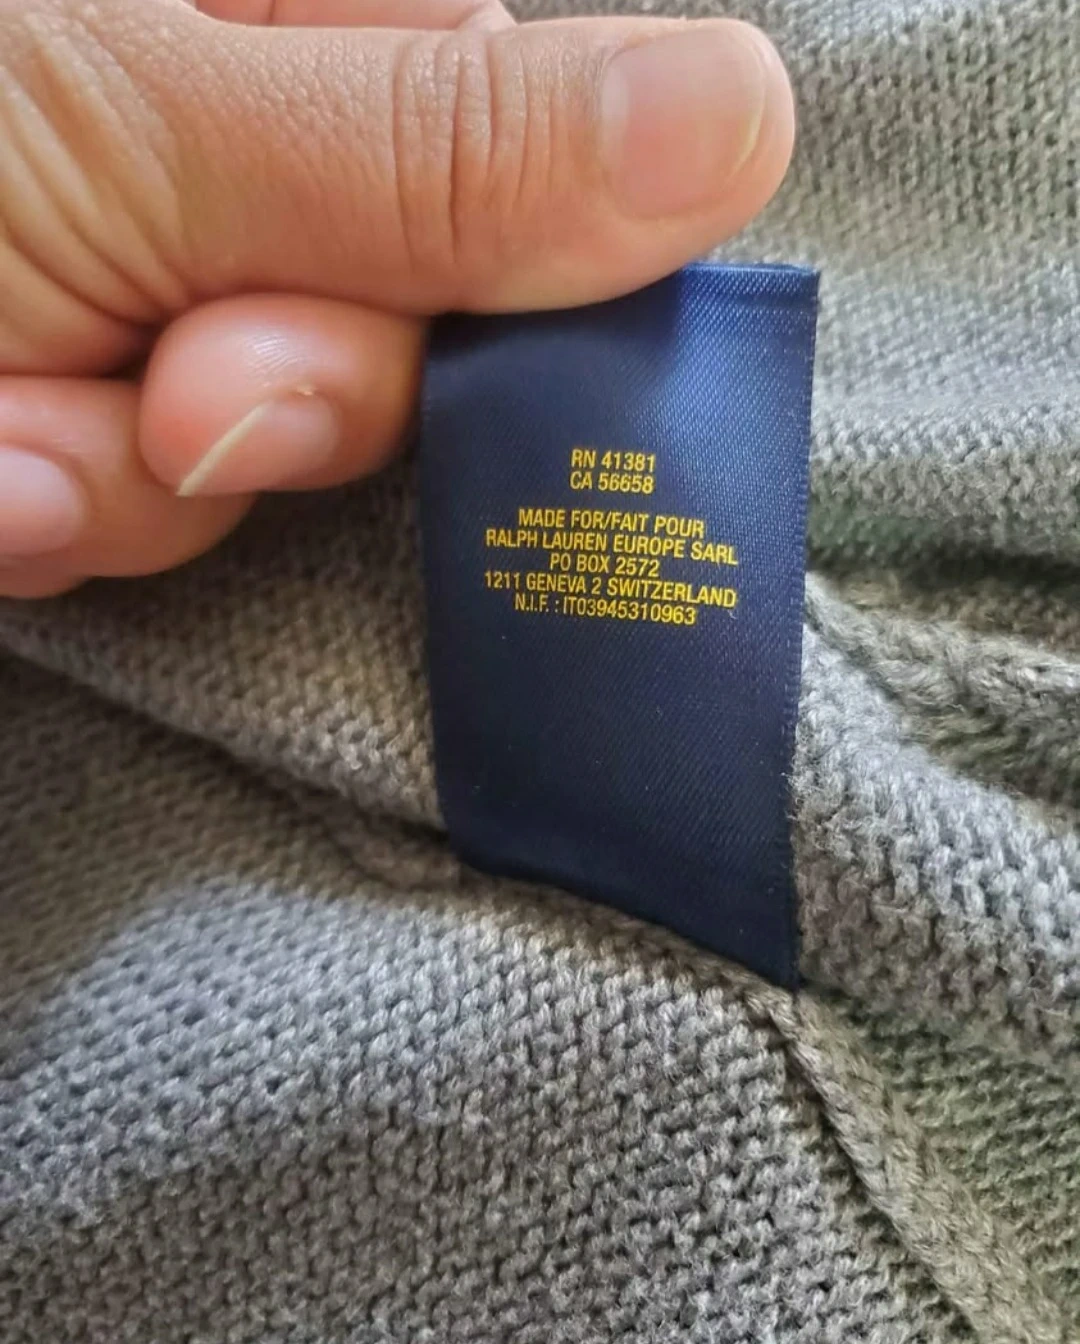 RN 41381
CA 56658
MADE FOR/FAIT POUR
RALPH LAUREN EUROPE SARL
PO BOX 2572
1211 GENEVA 2 SWITZERLAND
N.I.F. : IT03945310963